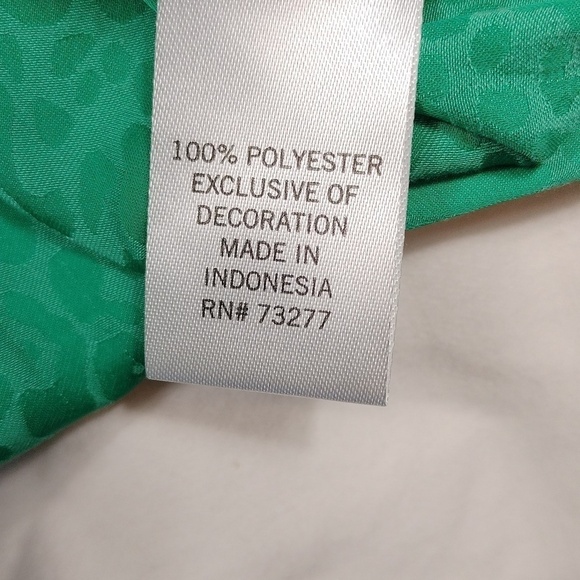 100% POLYESTER
EXCLUSIVE OF
DECORATION
MADE IN
INDONESIA
RN# 73277